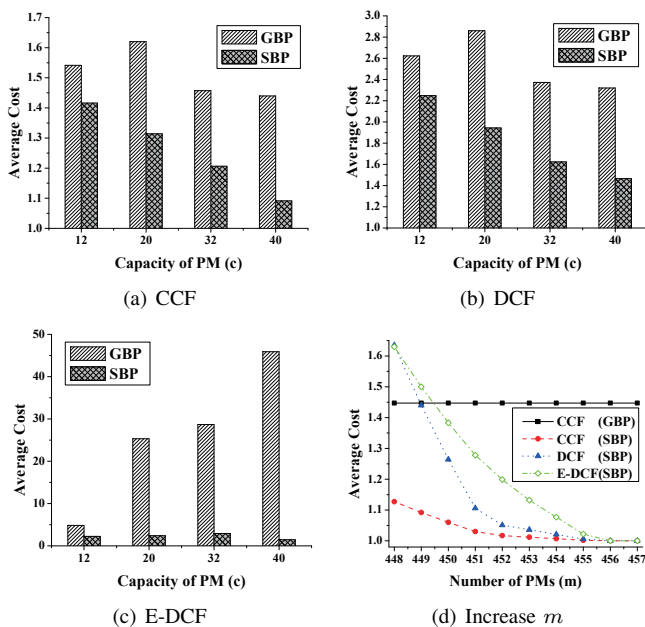 1.7
1.6
1.5
1.4
1.3
1.2
1.1
1.0
Average Cost
GBP
SBP
12 20 32 40
Capacity of PM (c)
(a) CCF
3.0
2.8
2.6
2.4
2.2
2.0
1.8
1.6
1.4
1.2
1.0
Average Cost
GBP
SBP
12 20 32 40
Capacity of PM (c)
(b) DCF
50
40
30
20
10
0
Average Cost
GBP
SBP
12 20 32 40
Capacity of PM (c)
(c) E-DCF
1.6
1.5
1.4
1.3
1.2
1.1
1.0
Average Cost
CCF (GBP)
CCF (SBP)
DCF (SBP)
E-DCF(SBP)
448 449 450 451 452 453 454 455 456 457
Number of PMs (m)
(d) Increase m